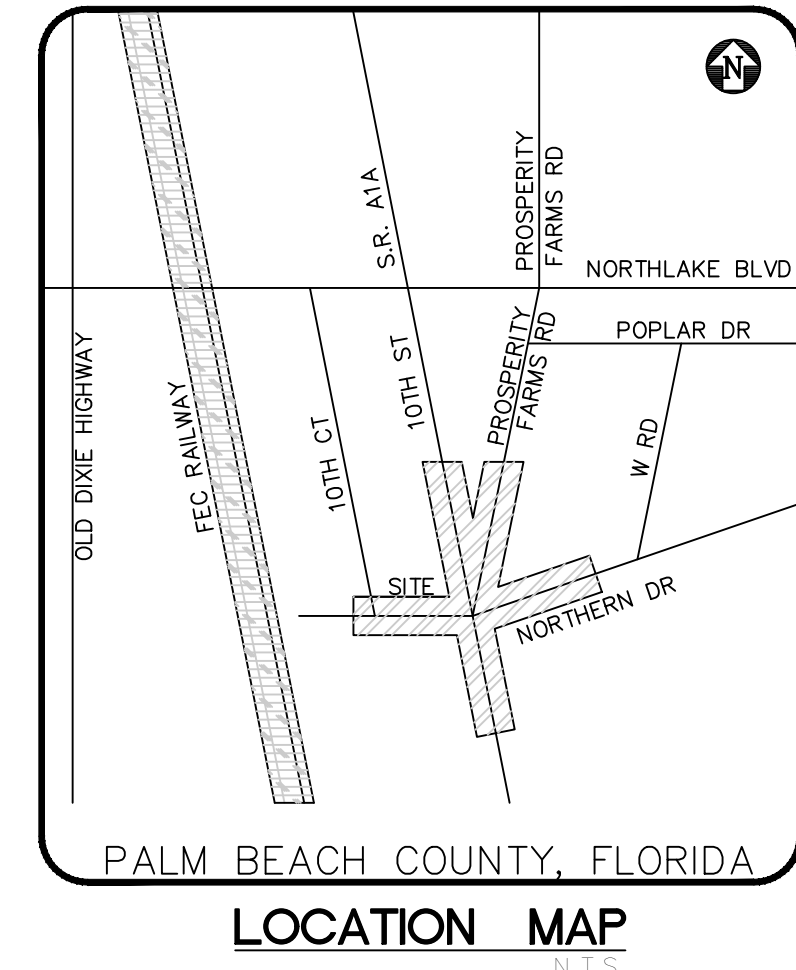 N
S.R. A1A
PROSPERITY
FARMS RD
NORTHLAKE BLVD
POPLAR DR
PROSPERITY
FARMS RD
10TH ST
OLD DIXIE HIGHWAY
FEC RAILWAY
10TH CT
W RD
SITE
NORTHERN DR
PALM BEACH COUNTY, FLORIDA
LOCATION MAP
N.T.S.